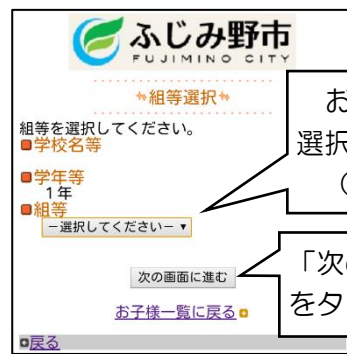 ふじみ野市
FUJIMINO CITY
組等選択
組等を選択してください。
学校名等
学年等
1年
組等
－選択してください－
次の画面に進む
お子様一覧に戻る
戻る
お
選択
（
「次の
をタ